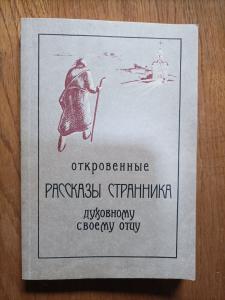 откровенные
РАССКАЗЫ СТРАННИКА
духовному
своему отцу